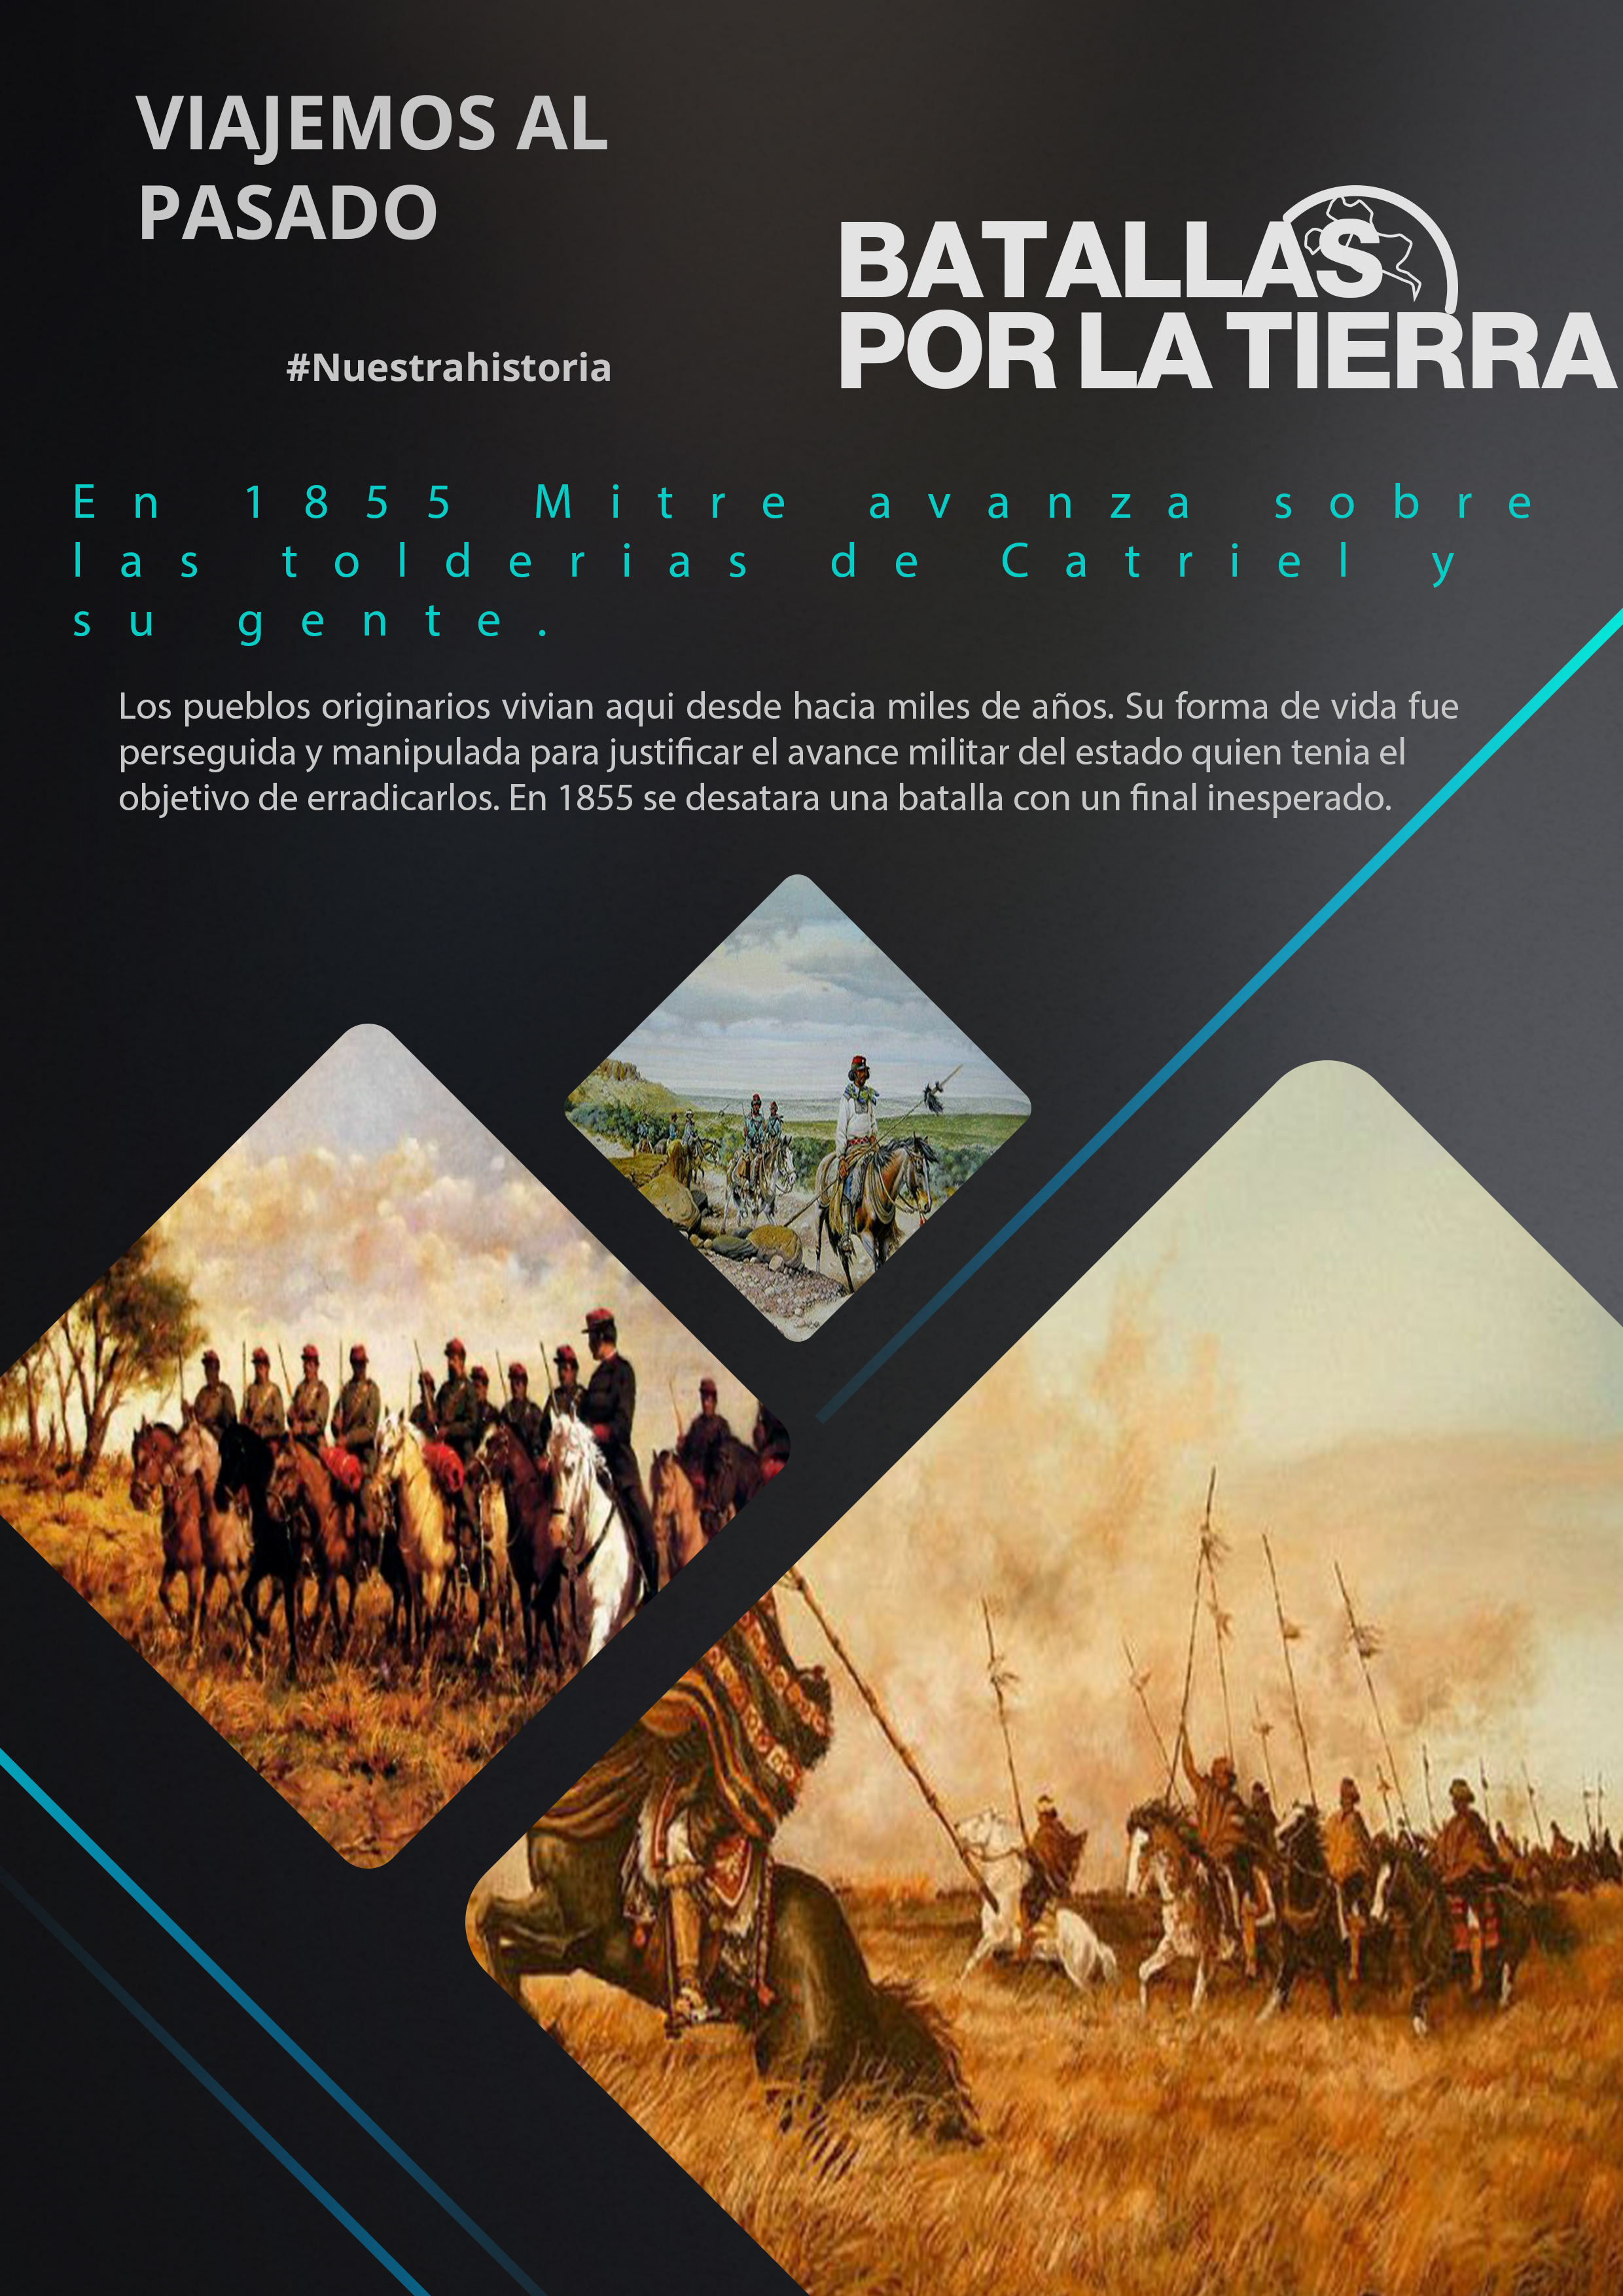 VIAJEMOS AL
PASADO
#Nuestrahistoria
BATALLAS
POR LA TIERRA
En 1855 Mitre avanza sobre
las tolderias de Catriel y
su gente.
Los pueblos originarios vivian aqui desde hacia miles de años. Su forma de vida fue
perseguida y manipulada para justificar el avance militar del estado quien tenia el
objetivo de erradicarlos. En 1855 se desatara una batalla con un final inesperado.